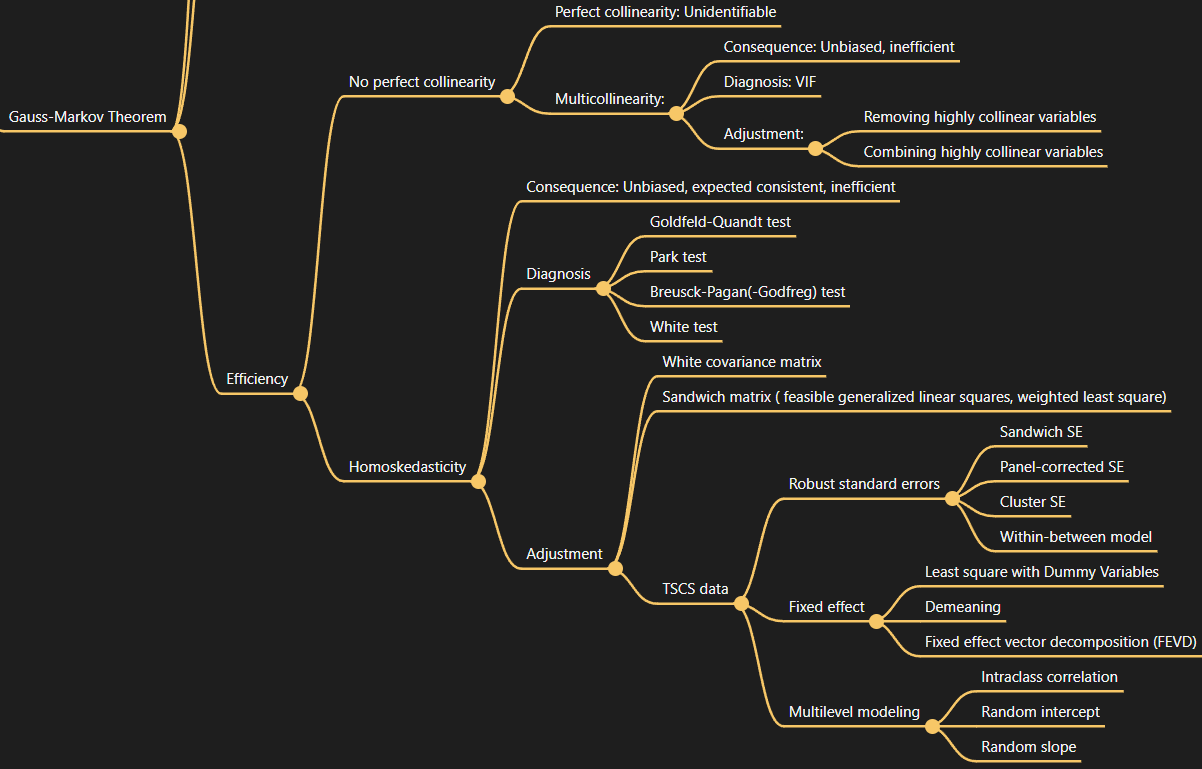 Gauss-Markov Theorem
Efficiency
No perfect collinearity
Perfect collinearity: Unidentifiable
Multicollinearity:
Consequence: Unbiased, inefficient
Diagnosis: VIF
Adjustment:
Removing highly collinear variables
Combining highly collinear variables
Homoskedasticity
Consequence: Unbiased, expected consistent, inefficient
Diagnosis
Goldfeld-Quandt test
Park test
Breusck-Pagan(-Godfreg) test
White test
Adjustment
White covariance matrix
Sandwich matrix ( feasible generalized linear squares, weighted least square)
TSCS data
Robust standard errors
Sandwich SE
Panel-corrected SE
Cluster SE
Within-between model
Fixed effect
Least square with Dummy Variables
Demeaning
Fixed effect vector decomposition (FEVD)
Multilevel modeling
Intraclass correlation
Random intercept
Random slope